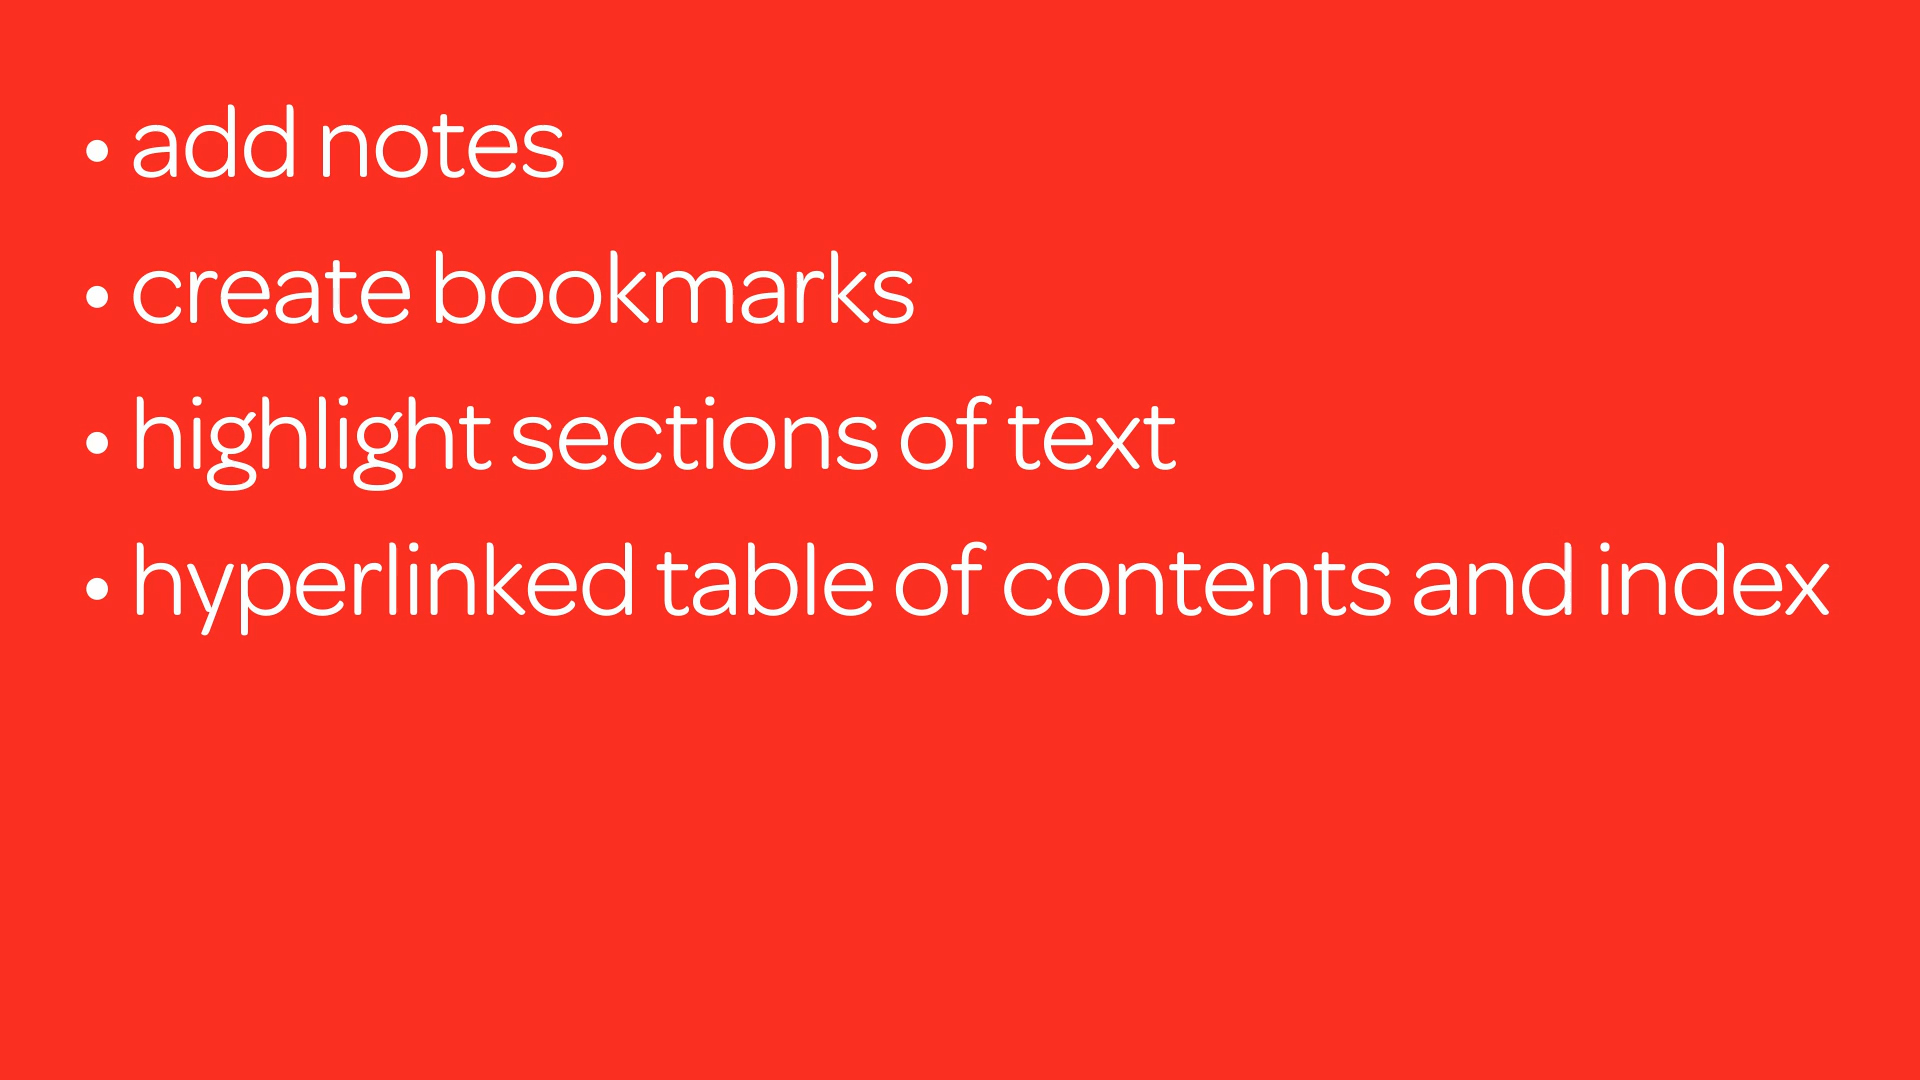 • add notes
• create bookmarks
• highlight sections of text
• hyperlinked table of contents and index